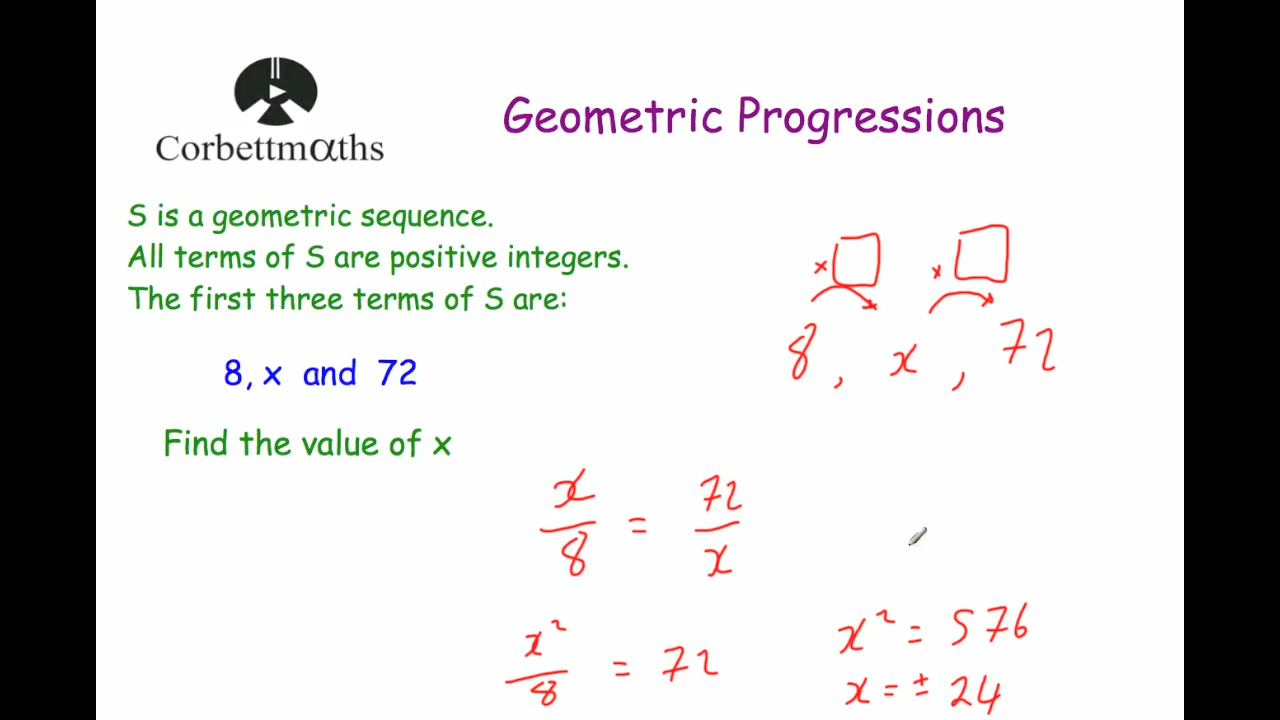 Corbettmαths
Geometric Progressions
S is a geometric sequence.
All terms of S are positive integers.
The first three terms of S are:
8, x and 72
Find the value of x
× ×
8 , x , 72
x/8 = 72/x
x²/8 = 72
x² = 576
x = ± 24